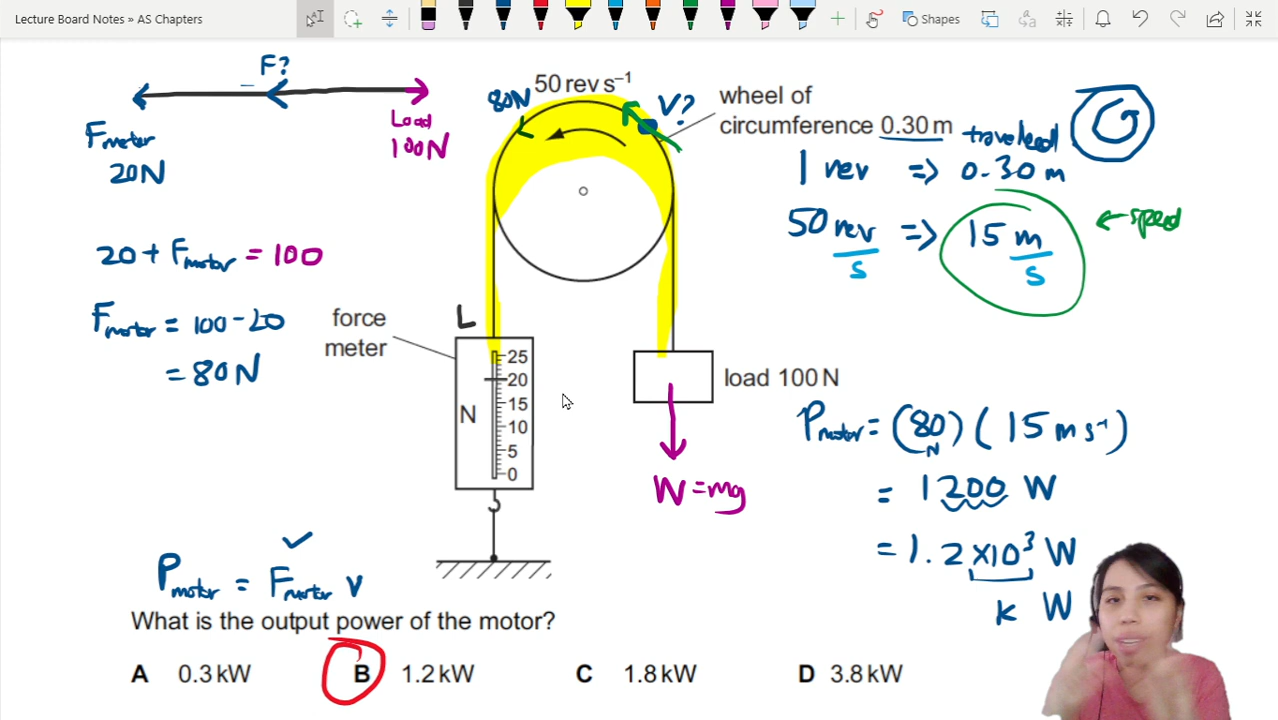 Lecture Board Notes - AS Chapters
Shapes
F?
Fmeter
20N
Load
100N
20 + Fmotor = 100
Fmotor = 100 - 20
= 80N
50 rev s⁻¹
80N
V?
wheel of
circumference 0.30 m
travelled
1 rev => 0.30 m
50 rev/s => 15 m/s
← speed
force
meter
L
N
25
20
15
10
5
0
load 100 N
W = mg
Pmotor = (80)(15 m s⁻¹)
N
= 1200 W
= 1.2 ×10³ W
k W
Pmotor = Fmotor v
What is the output power of the motor?
A 0.3 kW B 1.2 kW C 1.8 kW D 3.8 kW